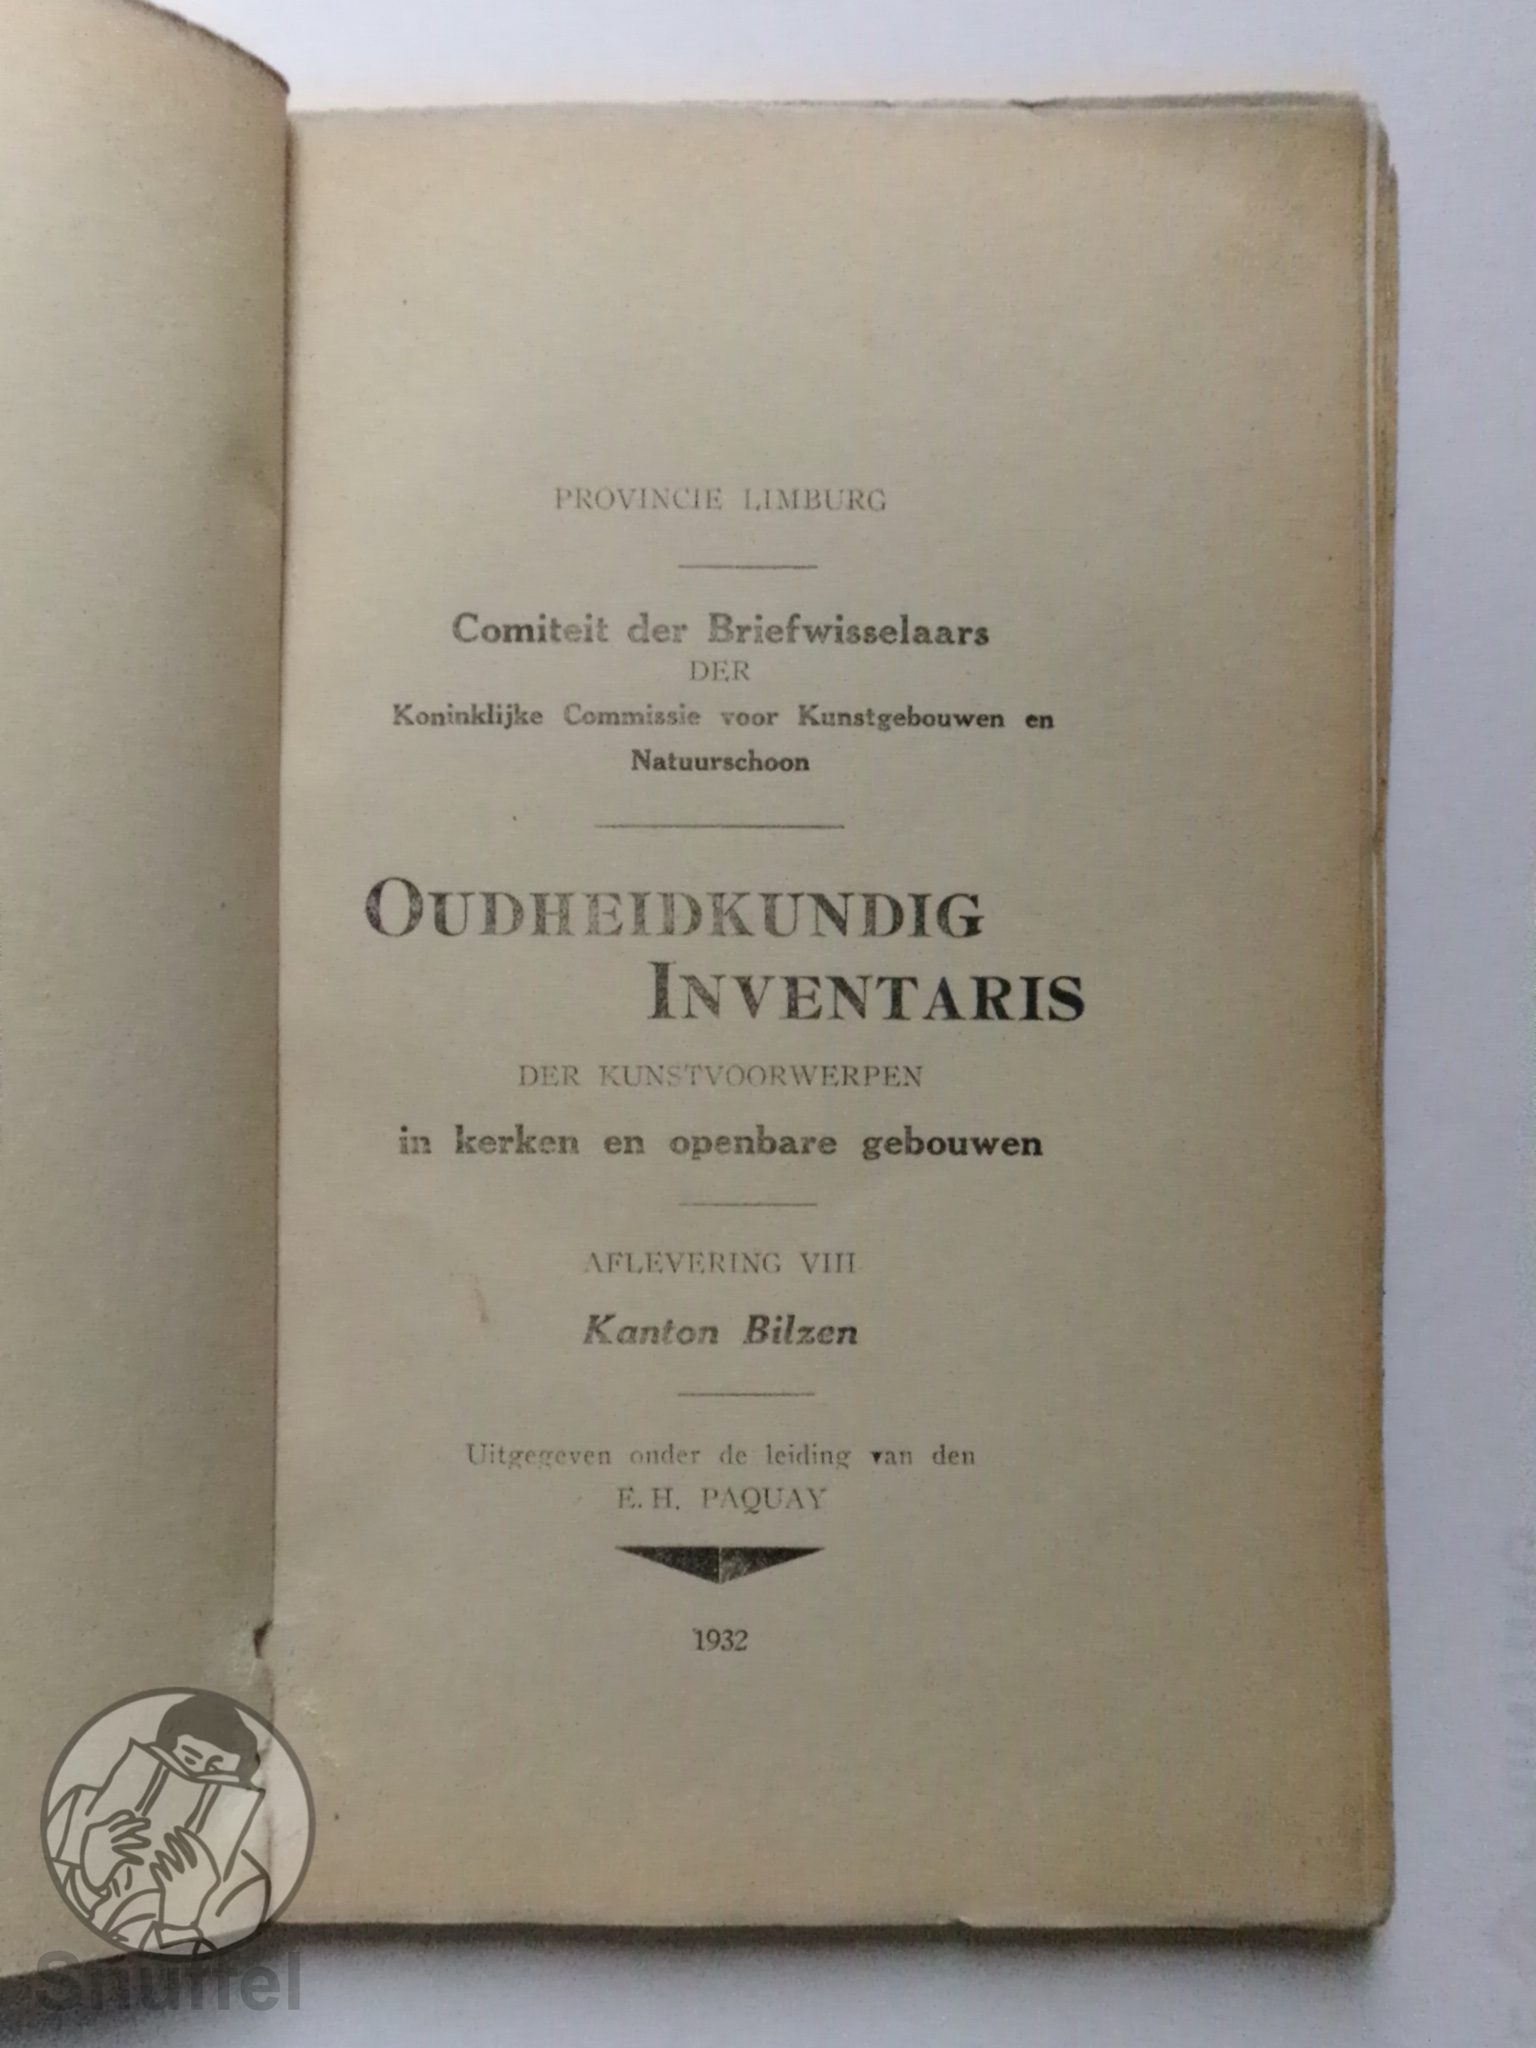 PROVINCIE LIMBURG
Comiteit der Briefwisselaars
DER
Koninklijke Commissie voor Kunstgebouwen en
Natuurschoon
OUDHEIDKUNDIG
INVENTARIS
DER KUNSTVOORWERPEN
in kerken en openbare gebouwen
AFLEVERING VIII
Kanton Bilzen
Uitgegeven onder de leiding van den
E. H. PAQUAY
1932
Snuffel